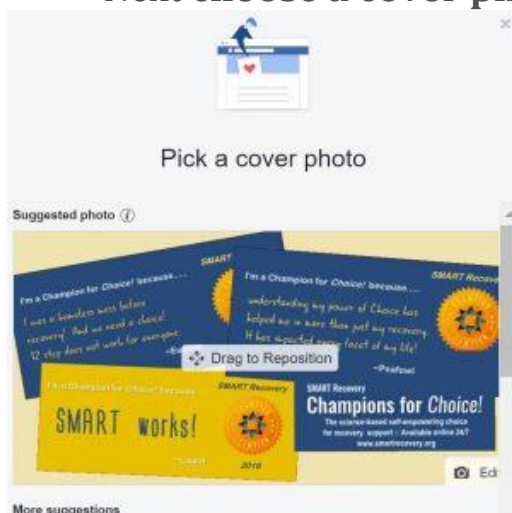 Next choose a cover ph
Pick a cover photo
Suggested photo
SMART
I'm a Champion for Choice! because....
I was a homeless mess before
recovery! And we need a choice!
12 step does not work for everyone.
SMART Recovery
I'm a Champion for Choice! because....
understanding my power of Choice has
helped me in more than just my recovery.
It has impacted every facet of my life!
~Peafowl
Drag to Reposition
I'm a Champion for Choice! because....
SMART Recovery
SMART works!
2016
SMART Recovery
Champions for Choice!
The science-based self-empowering choice
for recovery support :: Available online 24/7
www.smartrecovery.org
Edi
More suggestions